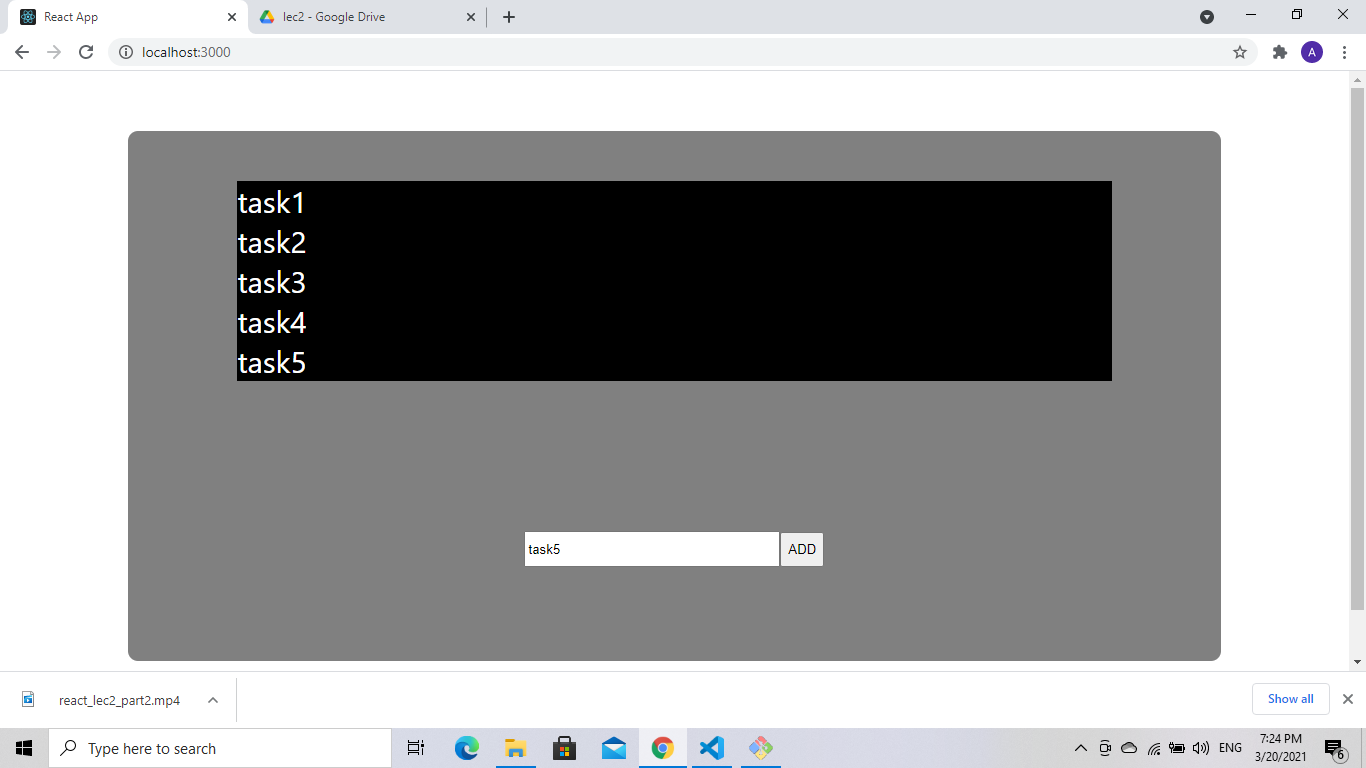 React App
lec2 - Google Drive
localhost:3000
A
task1
task2
task3
task4
task5
task5
ADD
react_lec2_part2.mp4
Show all
Type here to search
ENG
7:24 PM
3/20/2021
6